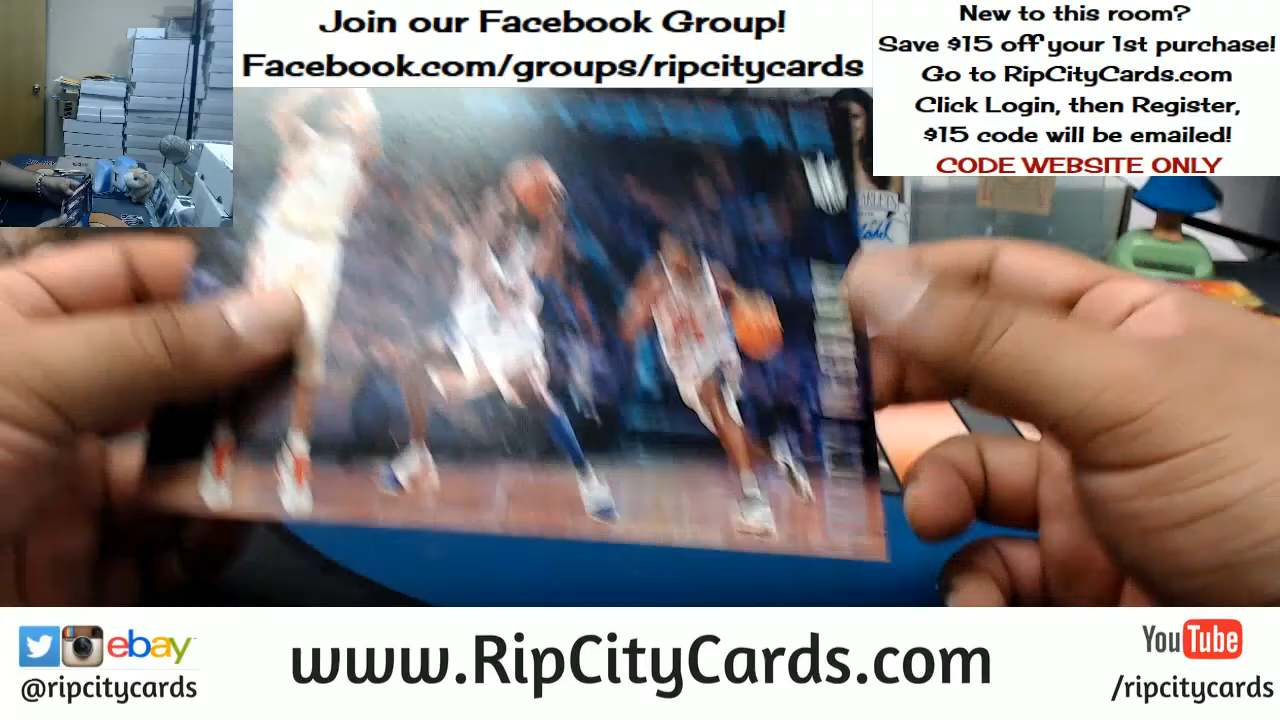 Join our Facebook Group!
Facebook.com/groups/ripcitycards
New to this room?
Save $15 off your 1st purchase!
Go to RipCityCards.com
Click Login, then Register,
$15 code will be emailed!
CODE WEBSITE ONLY
ebay
@ripcitycards
www.RipCityCards.com
YouTube
/ripcitycards